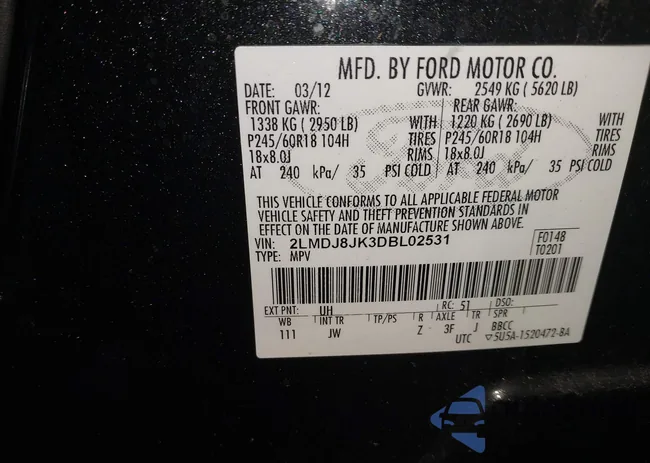 MFD. BY FORD MOTOR CO.
DATE: 03/12 GVWR: 2549 KG ( 5620 LB)
FRONT GAWR: REAR GAWR:
1338 KG ( 2950 LB) WITH 1220 KG ( 2690 LB) WITH
P245/60R18 104H TIRES P245/60R18 104H TIRES
18x8.0J RIMS 18x8.0J RIMS
AT 240 kPa/ 35 PSI COLD AT 240 kPa/ 35 PSI COLD
THIS VEHICLE CONFORMS TO ALL APPLICABLE FEDERAL MOTOR
VEHICLE SAFETY AND THEFT PREVENTION STANDARDS IN
EFFECT ON THE DATE OF MANUFACTURE SHOWN ABOVE.
VIN: 2LMDJ8JK3DBL02531 F0148
TYPE: MPV T0201
EXT PNT: UH RC: 51 DSO:
WB INT TR TP/PS R AXLE TR SPR
111 JW Z 3F J BBCC
UTC ▽5U5A-1520472-BA
Ford